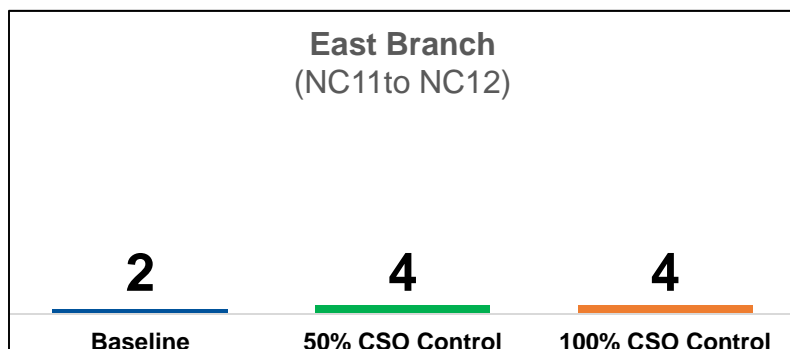 East Branch
(NC11to NC12)
2 4 4
Baseline 50% CSO Control 100% CSO Control